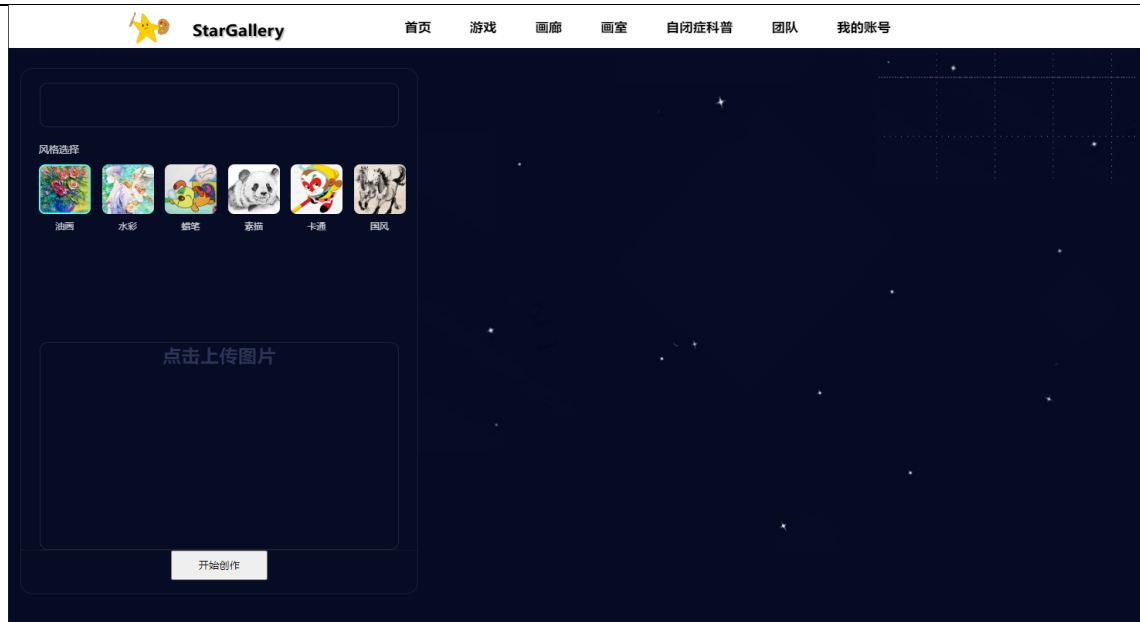 StarGallery 首页 游戏 画廊 画室 自闭症科普 团队 我的账号
风格选择
油画 水彩 蜡笔 素描 卡通 国风
点击上传图片
开始创作